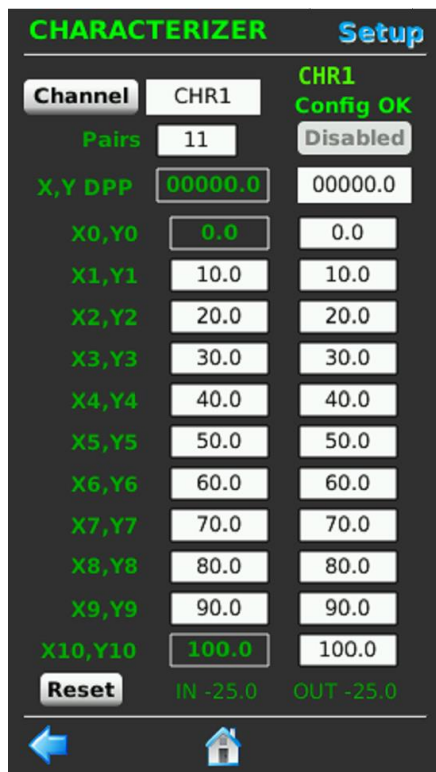 CHARACTERIZER Setup
CHR1
Channel CHR1 Config OK
Pairs 11 Disabled
X,Y DPP 00000.0 00000.0
X0,Y0 0.0 0.0
X1,Y1 10.0 10.0
X2,Y2 20.0 20.0
X3,Y3 30.0 30.0
X4,Y4 40.0 40.0
X5,Y5 50.0 50.0
X6,Y6 60.0 60.0
X7,Y7 70.0 70.0
X8,Y8 80.0 80.0
X9,Y9 90.0 90.0
X10,Y10 100.0 100.0
Reset IN -25.0 OUT -25.0